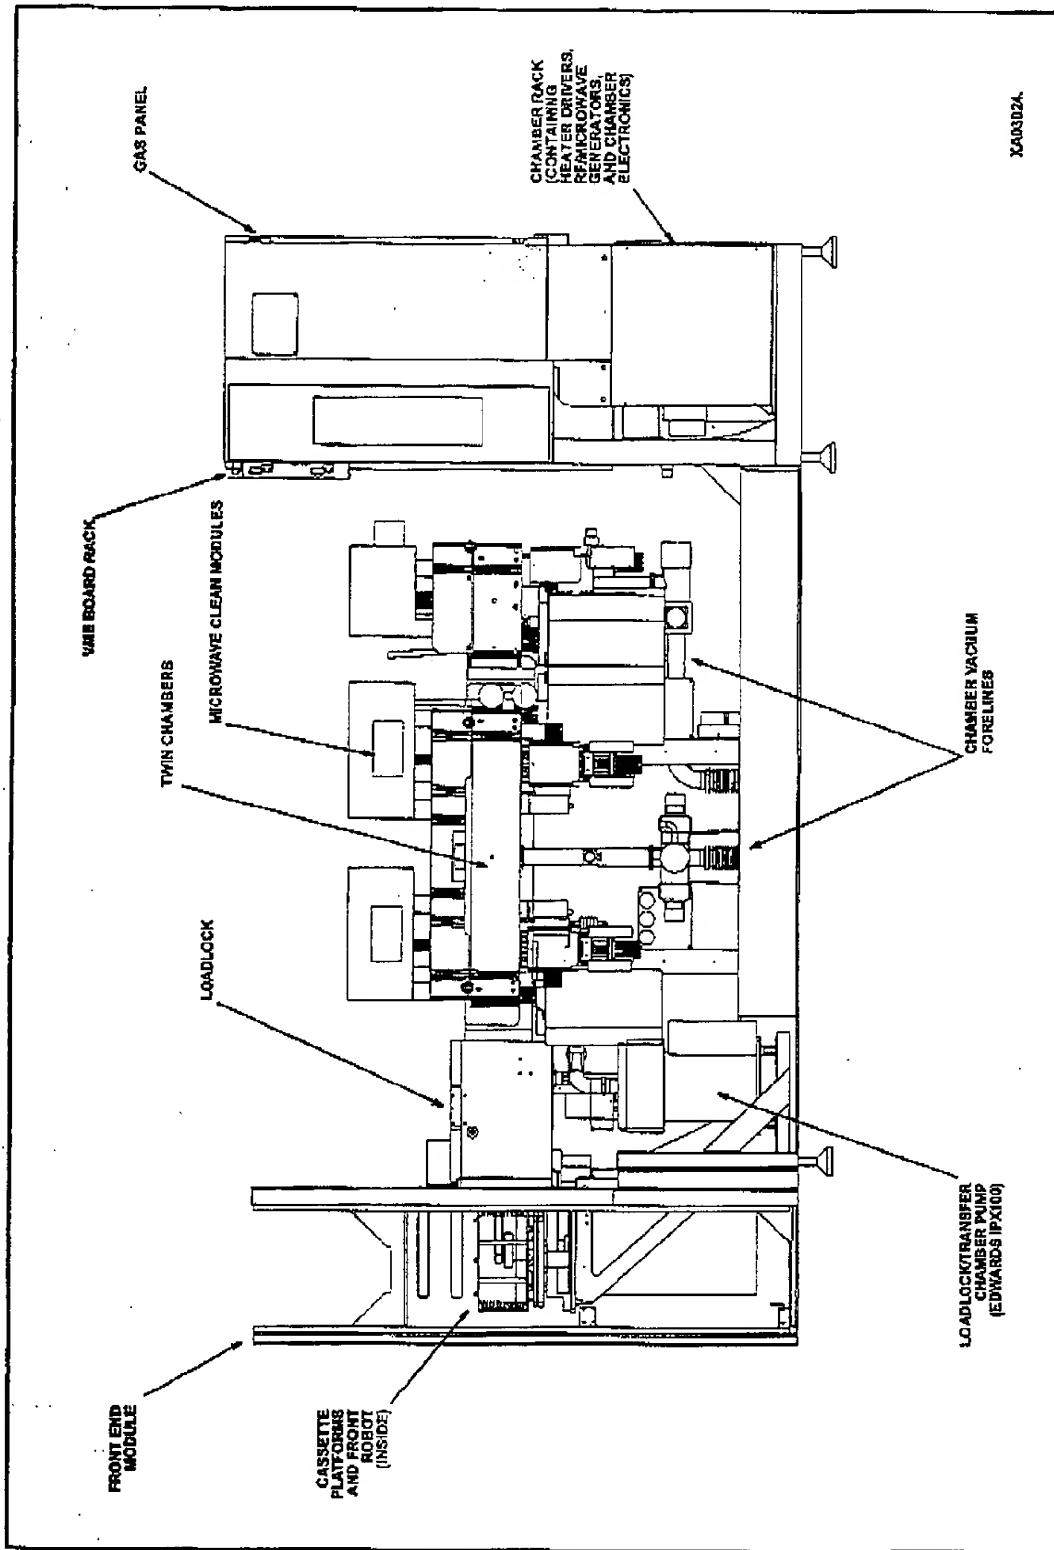 FRONT END
MODULE
CASSETTE
PLATFORMS
AND FRONT
ROBOT
(INSIDE)
LOADLOCK
TWIN CHAMBERS
MICROWAVE CLEAN MODULES
VME BOARD RACK
GAS PANEL
CHAMBER RACK
(CONTAINING
HEATER DRIVERS,
RF/MICROWAVE
GENERATORS,
AND CHAMBER
ELECTRONICS)
LOADLOCK/TRANSFER
CHAMBER PUMP
(EDWARDS IPX100)
CHAMBER VACUUM
FORELINES
XA03024